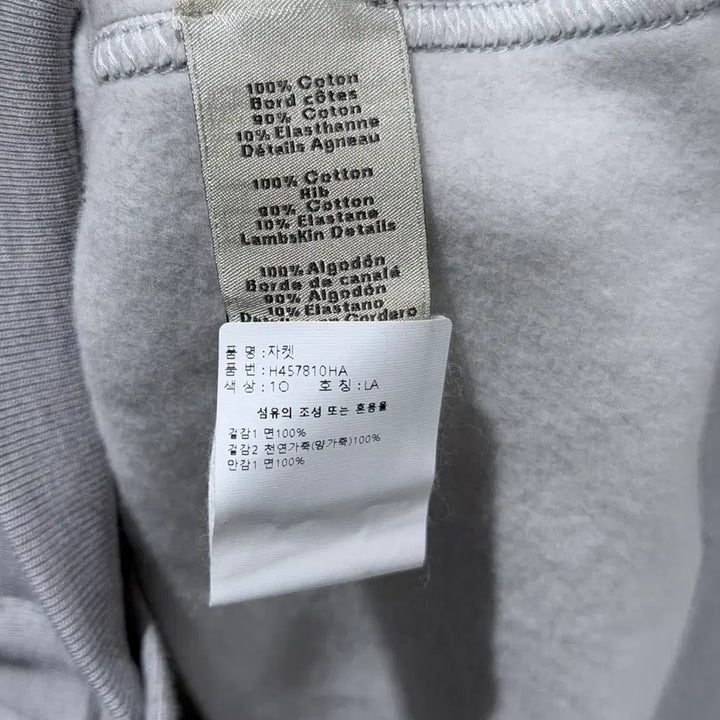 100% Coton
Bord côtes
90% Coton
10% Elasthanne
Détails Agneau
100% Cotton
Rib
90% Cotton
10% Elastane
Lambskin Details
100% Algodón
Borde de canalé
90% Algodón
10% Elastano
Cordero
품 명 :자켓
품 번 :H457810HA
색 상 :10 호 칭 :LA
섬유의 조성 또는 혼용율
겉감1 면100%
겉감2 천연가죽(양가죽)100%
안감1 면100%